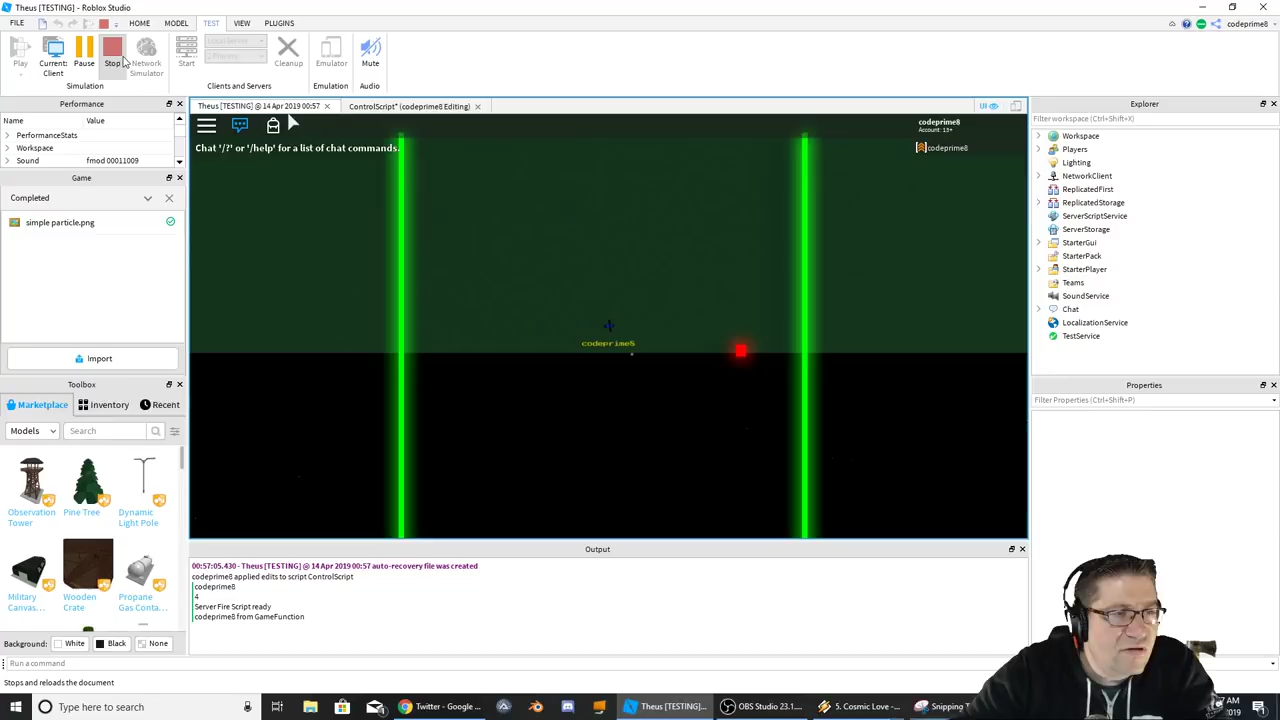 Theus [TESTING] - Roblox Studio
FILE
HOME
MODEL
TEST
VIEW
PLUGINS
codeprime8
Play
Current:
Client
Pause
Stop
Network
Simulator
Start
Local Server
2 Players
Cleanup
Emulator
Mute
Simulation
Clients and Servers
Emulation
Audio
Performance
Name
Value
PerformanceStats
Workspace
Sound
fmod 00011009
Game
Completed
simple particle.png
Import
Toolbox
Marketplace
Inventory
Recent
Models
Search
Observation
Tower
Pine Tree
Dynamic
Light Pole
Military
Canvas...
Wooden
Crate
Propane
Gas Conta...
Background:
White
Black
None
Run a command
Stops and reloads the document
Theus [TESTING] @ 14 Apr 2019 00:57
ControlScript* (codeprime8 Editing)
UI
Chat '/?' or '/help' for a list of chat commands.
codeprime8
Account: 13+
codeprime8
codeprime8
Output
00:57:05.430 - Theus [TESTING] @ 14 Apr 2019 00:57 auto-recovery file was created
codeprime8 applied edits to script ControlScript
codeprime8
4
Server Fire Script ready
codeprime8 from GameFunction
Explorer
Filter workspace (Ctrl+Shift+X)
Workspace
Players
Lighting
NetworkClient
ReplicatedFirst
ReplicatedStorage
ServerScriptService
ServerStorage
StarterGui
StarterPack
StarterPlayer
Teams
SoundService
Chat
LocalizationService
TestService
Properties
Filter Properties (Ctrl+Shift+P)
Type here to search
Twitter - Google ...
Theus [TESTING]...
OBS Studio 23.1....
5. Cosmic Love -...
Snipping T